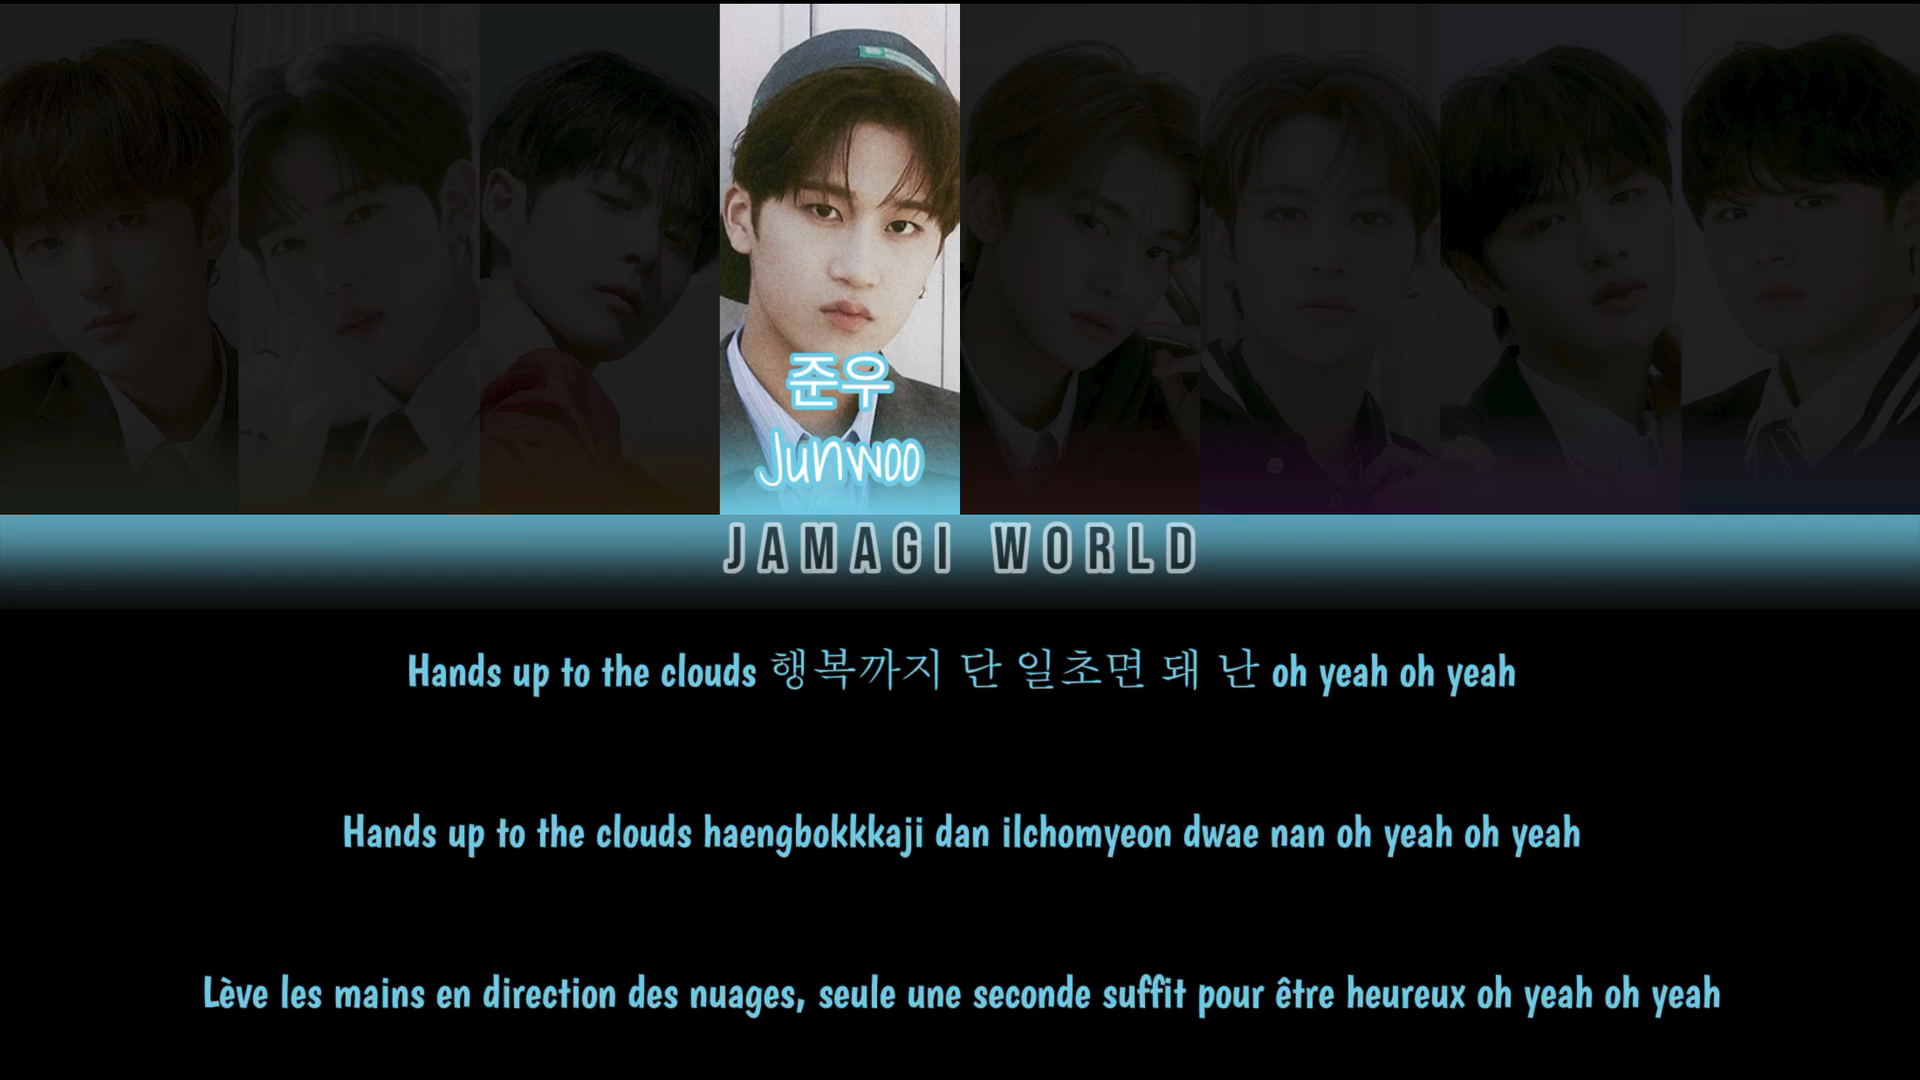 준우
Junwoo
JAMAGI WORLD
Hands up to the clouds 행복까지 단 일초면 돼 난 oh yeah oh yeah
Hands up to the clouds haengbokkkaji dan ilchomyeon dwae nan oh yeah oh yeah
Lève les mains en direction des nuages, seule une seconde suffit pour être heureux oh yeah oh yeah